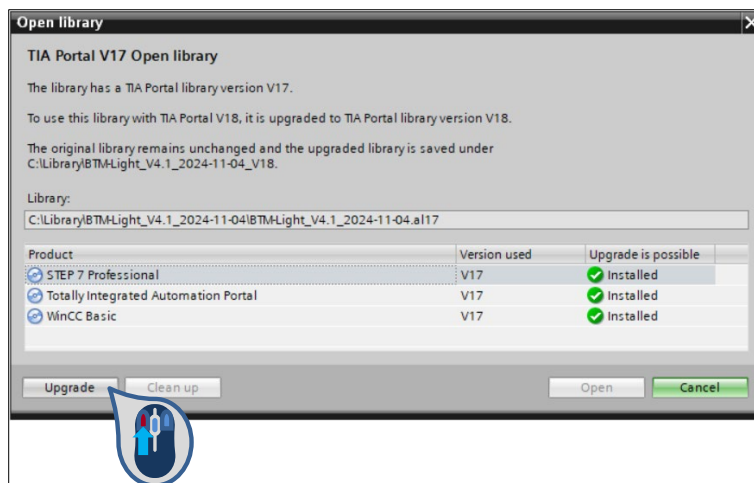 Open library
TIA Portal V17 Open library
The library has a TIA Portal library version V17.
To use this library with TIA Portal V18, it is upgraded to TIA Portal library version V18.
The original library remains unchanged and the upgraded library is saved under
C:\Library\BTM-Light_V4.1_2024-11-04_V18.
Library:
C:\Library\BTM-Light_V4.1_2024-11-04\BTM-Light_V4.1_2024-11-04.al17
Product Version used Upgrade is possible
STEP 7 Professional V17 Installed
Totally Integrated Automation Portal V17 Installed
WinCC Basic V17 Installed
Upgrade Clean up Open Cancel